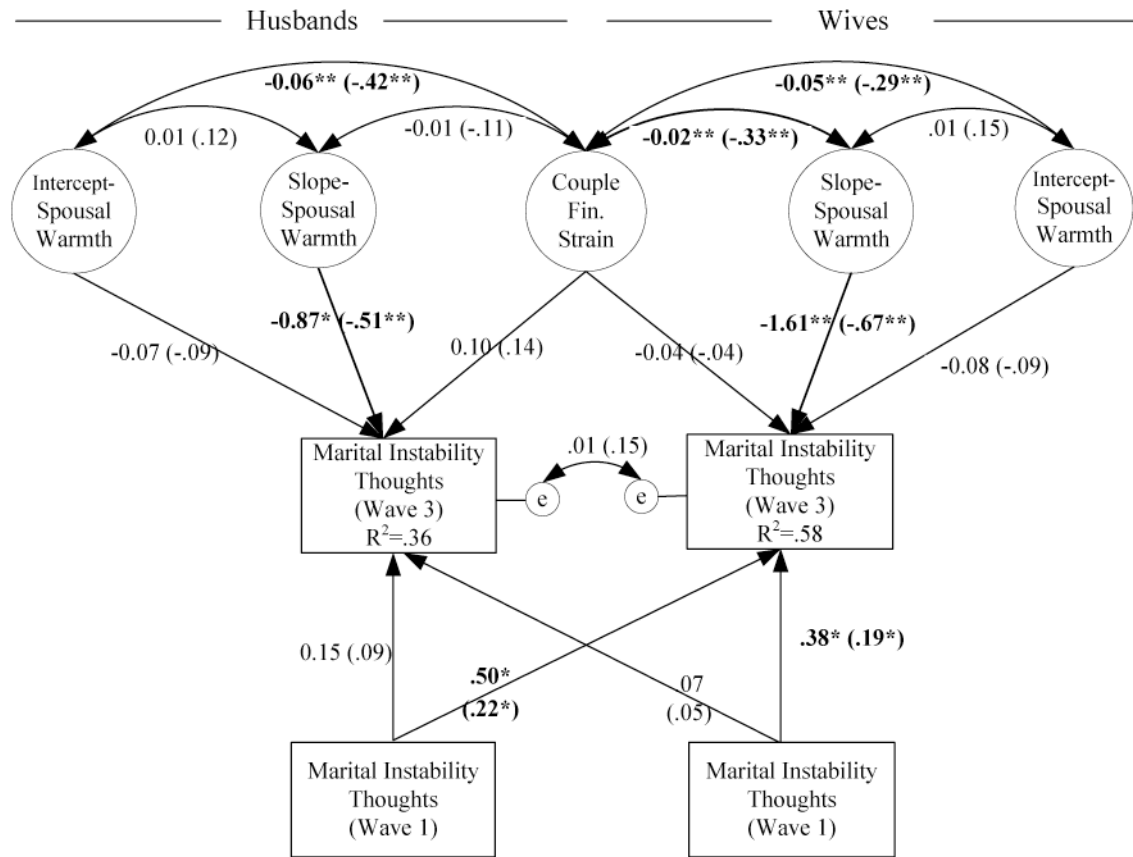 Husbands
Wives
-0.06** (-.42**)
-0.05** (-.29**)
0.01 (.12)
-0.01 (-.11)
-0.02** (-.33**)
.01 (.15)
Intercept-
Spousal
Warmth
Slope-
Spousal
Warmth
Couple
Fin.
Strain
Slope-
Spousal
Warmth
Intercept-
Spousal
Warmth
-0.87* (-.51**)
-1.61** (-.67**)
-0.07 (-.09)
0.10 (.14)
-0.04 (-.04)
-0.08 (-.09)
Marital Instability
Thoughts
(Wave 3)
R²=.36
.01 (.15)
e
e
Marital Instability
Thoughts
(Wave 3)
R²=.58
0.15 (.09)
.50*
(.22*)
.07
(.05)
.38* (.19*)
Marital Instability
Thoughts
(Wave 1)
Marital Instability
Thoughts
(Wave 1)